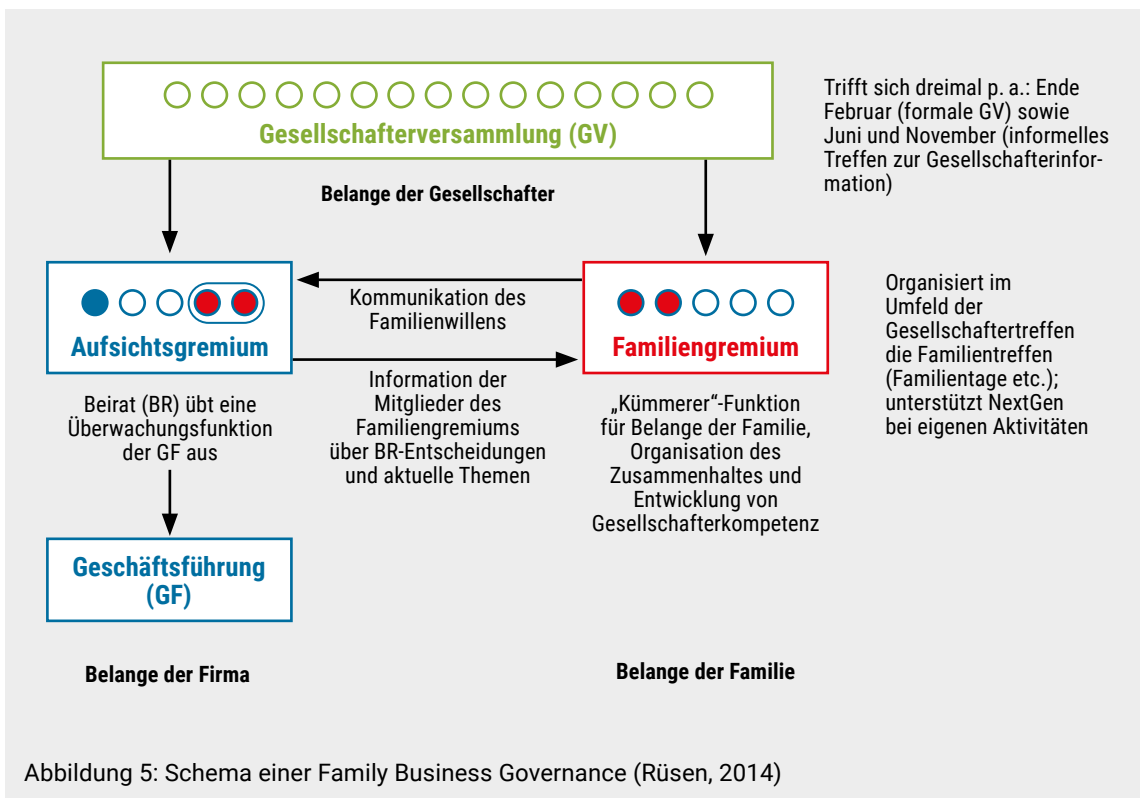 Gesellschafterversammlung (GV)
Trifft sich dreimal p. a.: Ende
Februar (formale GV) sowie
Juni und November (informelles
Treffen zur Gesellschafterinfor-
mation)
Belange der Gesellschafter
Aufsichtsgremium
Kommunikation des
Familienwillens
Familiengremium
Organisiert im
Umfeld der
Gesellschaftertreffen
die Familientreffen
(Familientage etc.);
unterstützt NextGen
bei eigenen Aktivitäten
Beirat (BR) übt eine
Überwachungsfunktion
der GF aus
Information der
Mitglieder des
Familiengremiums
über BR-Entscheidungen
und aktuelle Themen
„Kümmerer“-Funktion
für Belange der Familie,
Organisation des
Zusammenhaltes und
Entwicklung von
Gesellschafterkompetenz
Geschäftsführung
(GF)
Belange der Firma
Belange der Familie
Abbildung 5: Schema einer Family Business Governance (Rüsen, 2014)